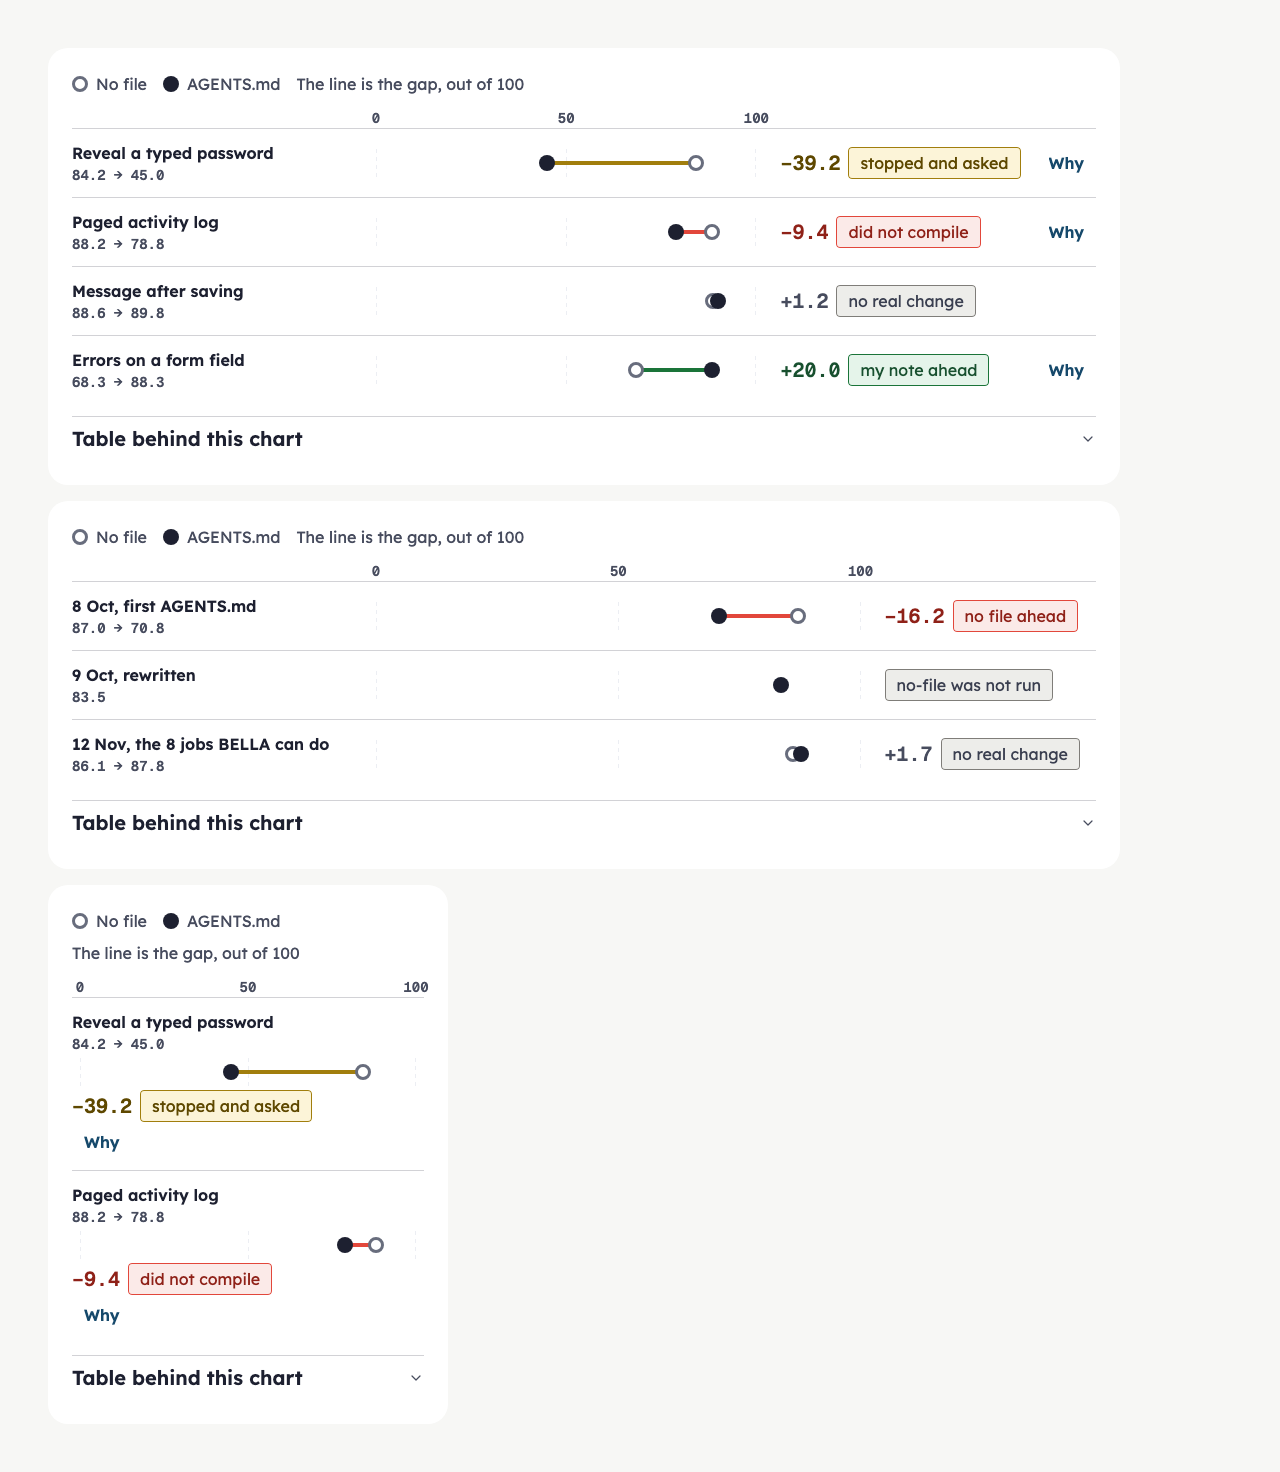 No file AGENTS.md The line is the gap, out of 100
0 50 100
Reveal a typed password
84.2 → 45.0
−39.2 stopped and asked Why
Paged activity log
88.2 → 78.8
−9.4 did not compile Why
Message after saving
88.6 → 89.8
+1.2 no real change
Errors on a form field
68.3 → 88.3
+20.0 my note ahead Why
Table behind this chart
No file AGENTS.md The line is the gap, out of 100
0 50 100
8 Oct, first AGENTS.md
87.0 → 70.8
−16.2 no file ahead
9 Oct, rewritten
83.5
no-file was not run
12 Nov, the 8 jobs BELLA can do
86.1 → 87.8
+1.7 no real change
Table behind this chart
No file AGENTS.md
The line is the gap, out of 100
0 50 100
Reveal a typed password
84.2 → 45.0
−39.2 stopped and asked
Why
Paged activity log
88.2 → 78.8
−9.4 did not compile
Why
Table behind this chart